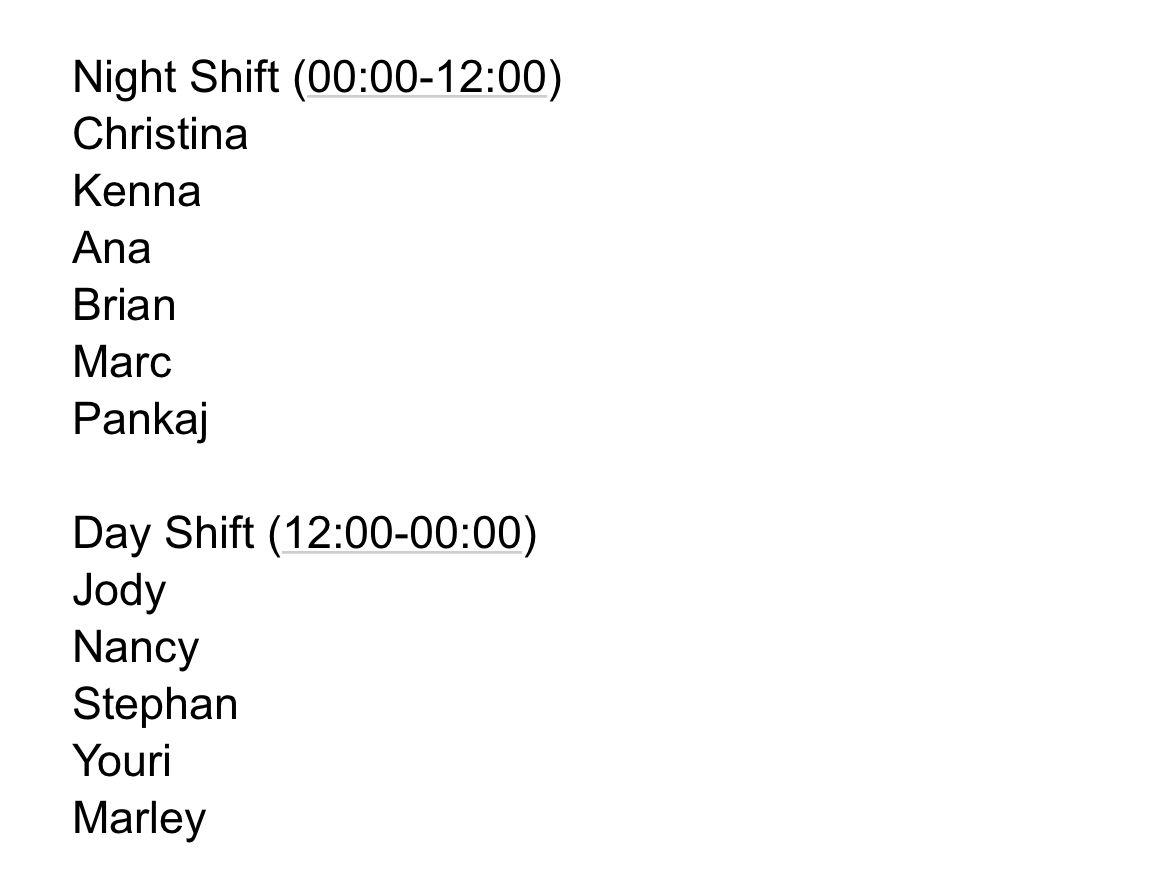 Night Shift (00:00-12:00)
Christina
Kenna
Ana
Brian
Marc
Pankaj
Day Shift (12:00-00:00)
Jody
Nancy
Stephan
Youri
Marley